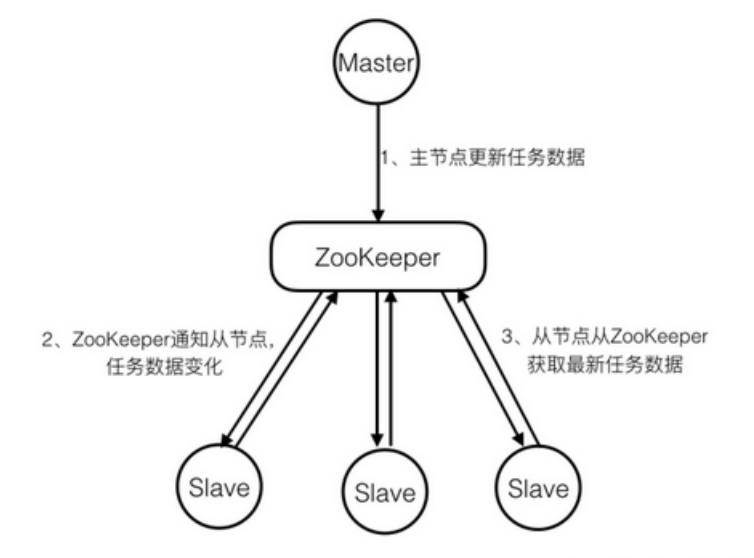 Master
1、主节点更新任务数据
ZooKeeper
2、ZooKeeper通知从节点,
任务数据变化
3、从节点从ZooKeeper
获取最新任务数据
Slave
Slave
Slave